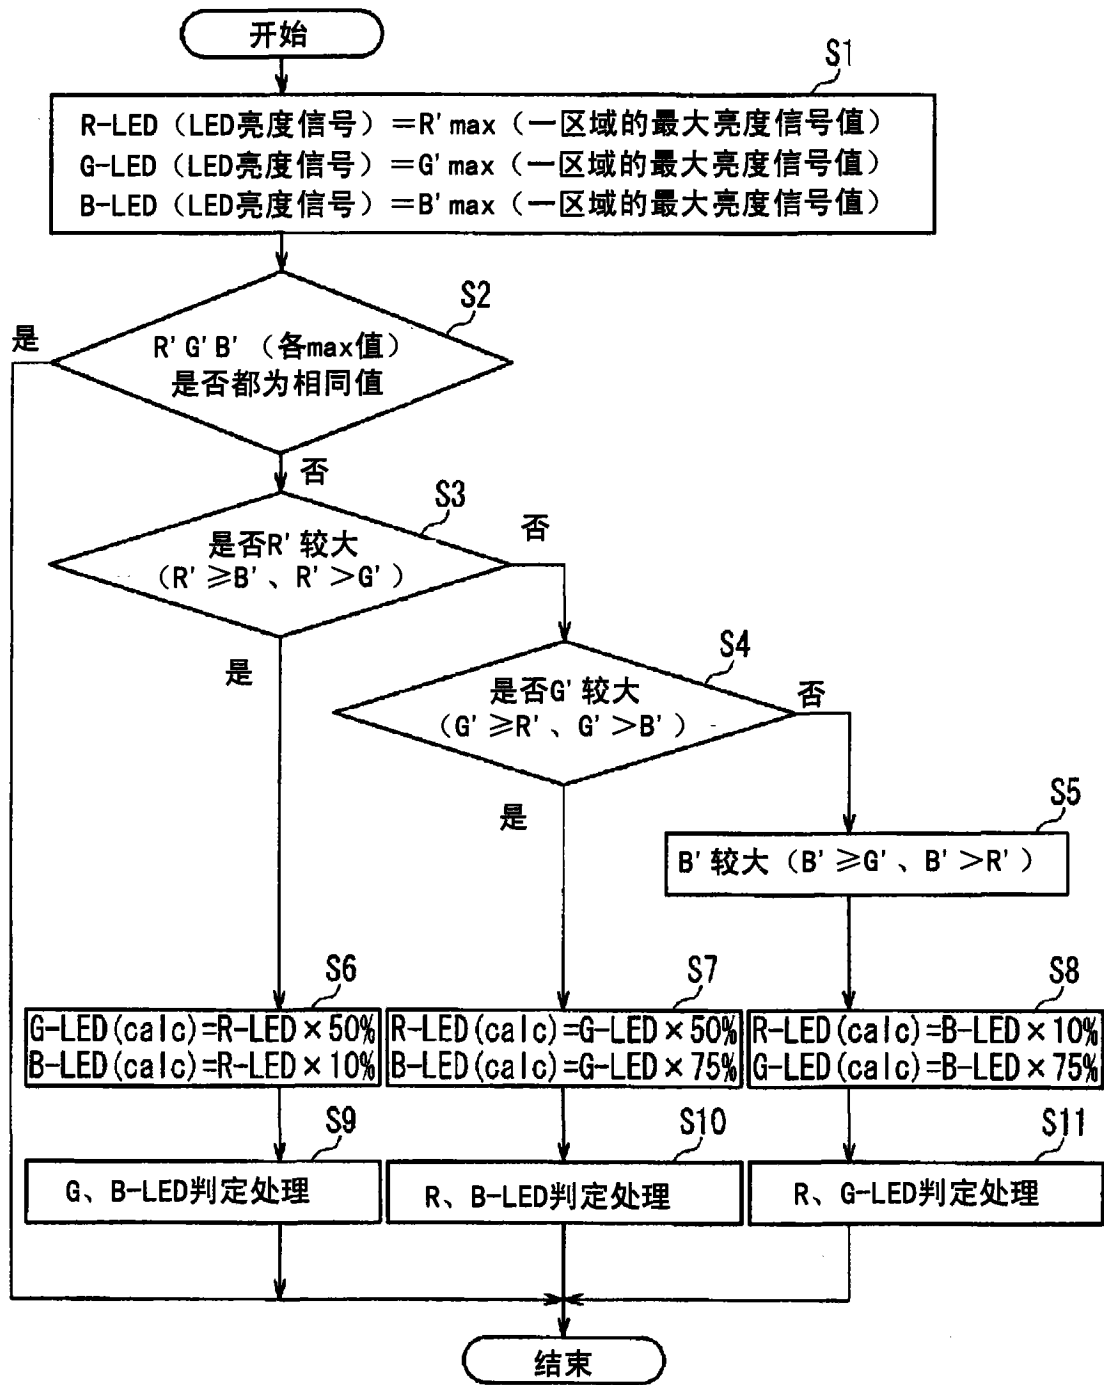 开始
S1
R-LED（LED亮度信号）＝R'max（一区域的最大亮度信号值）
G-LED（LED亮度信号）＝G'max（一区域的最大亮度信号值）
B-LED（LED亮度信号）＝B'max（一区域的最大亮度信号值）
S2
是
R'G'B'（各max值）
是否都为相同值
否
S3
是否R'较大
（R'≥B'、R'＞G'）
否
是
S4
是否G'较大
（G'≥R'、G'＞B'）
否
是
S5
B'较大（B'≥G'、B'＞R'）
S6
G-LED(calc)=R-LED×50%
B-LED(calc)=R-LED×10%
S7
R-LED(calc)=G-LED×50%
B-LED(calc)=G-LED×75%
S8
R-LED(calc)=B-LED×10%
G-LED(calc)=B-LED×75%
S9
G、B-LED判定处理
S10
R、B-LED判定处理
S11
R、G-LED判定处理
结束